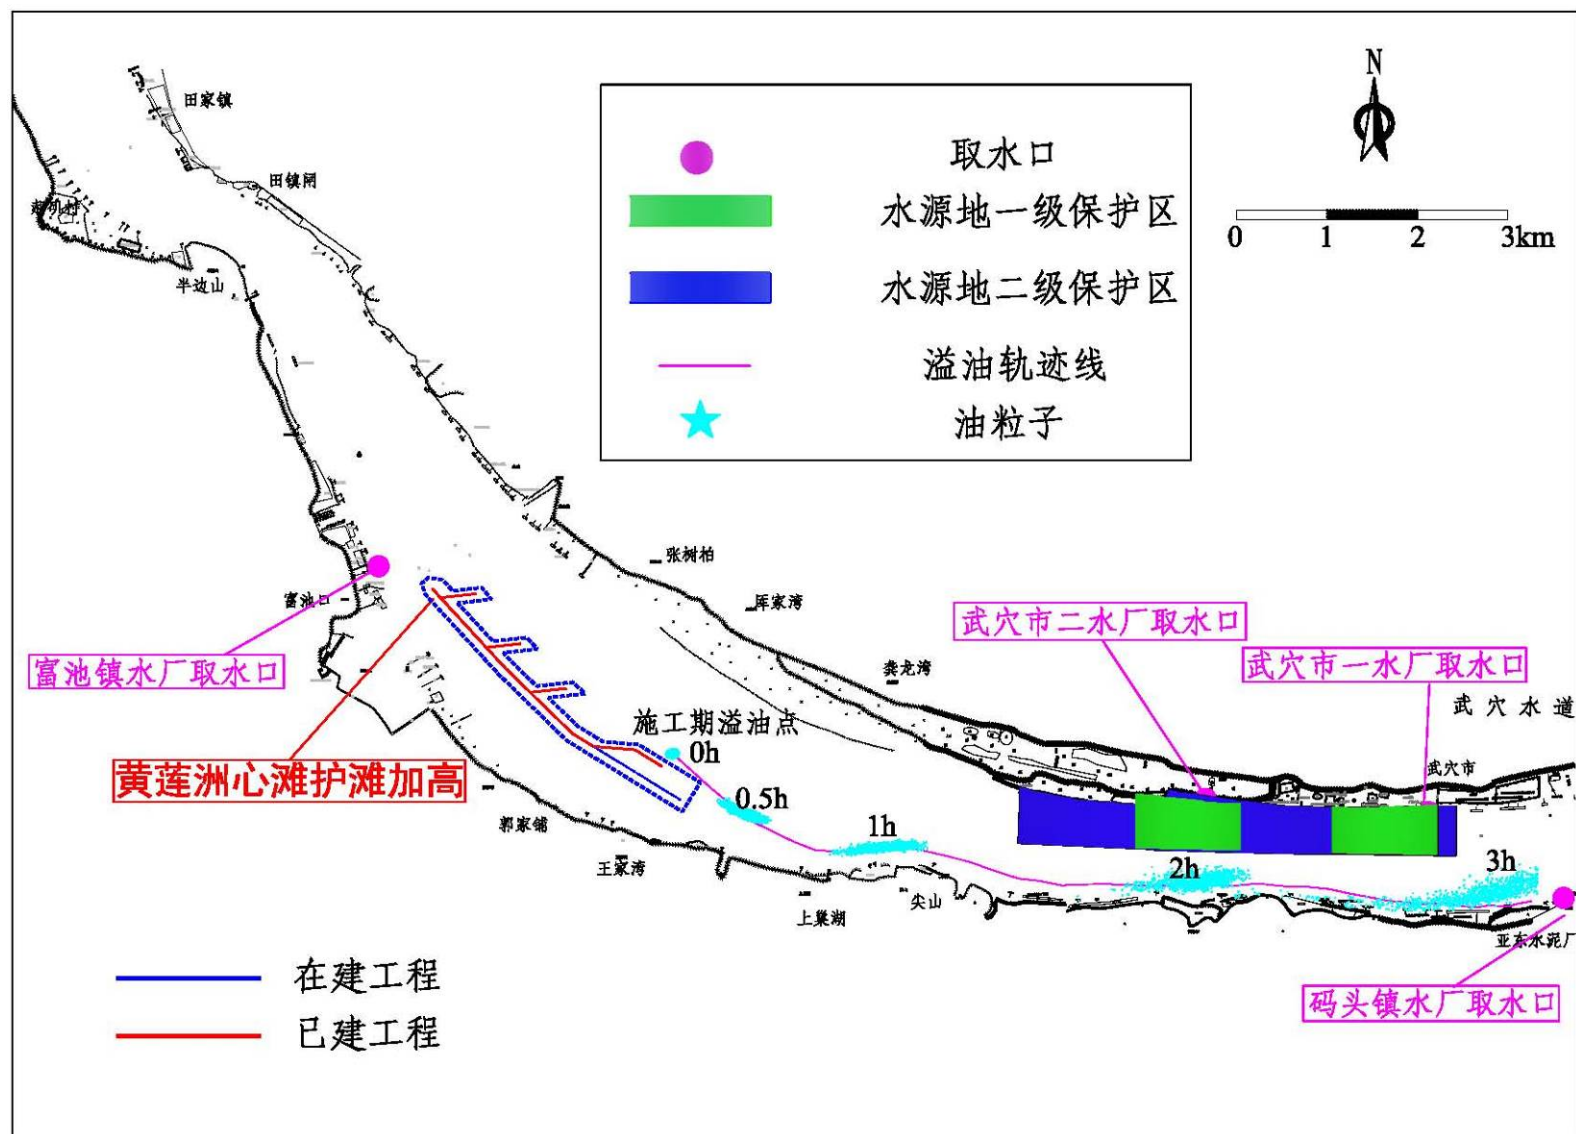 田家镇
N
取水口
田镇闸
水源地一级保护区
0 1 2 3km
半边山
水源地二级保护区
溢油轨迹线
油粒子
张树柏
库家湾
富池口
武穴市二水厂取水口
富池镇水厂取水口
龚龙湾
武穴市一水厂取水口
武穴水道
施工期溢油点
0h
黄莲洲心滩护滩加高
武穴市
0.5h
郭家铺
1h
王家湾
2h
3h
尖山
上巢湖
亚东水泥厂
在建工程
码头镇水厂取水口
已建工程